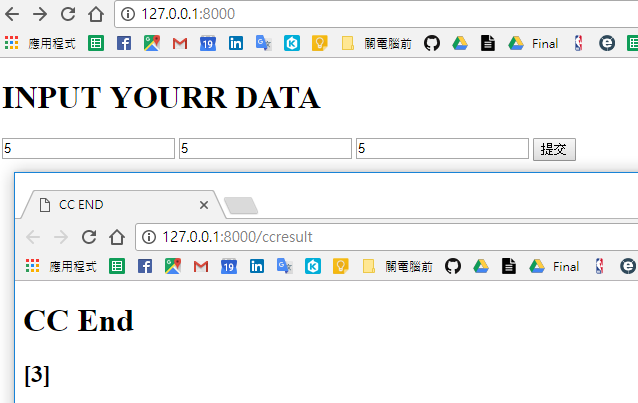 127.0.0.1:8000
應用程式 關電腦前 Final
INPUT YOURR DATA
5 5 5 提交
CC END
127.0.0.1:8000/ccresult
應用程式 關電腦前 Final
CC End
[3]